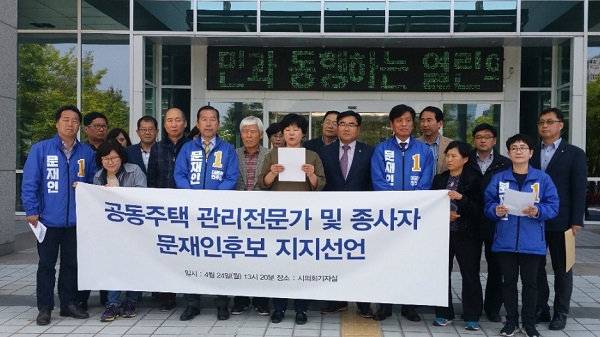 민과 동행하는 열린의
1
문재인
1
문재인
1
문재인
1
공동주택 관리전문가 및 종사자
문재인후보 지지선언
일시 : 4월 24일(월) 13시 20분 장소 : 시의회기자실